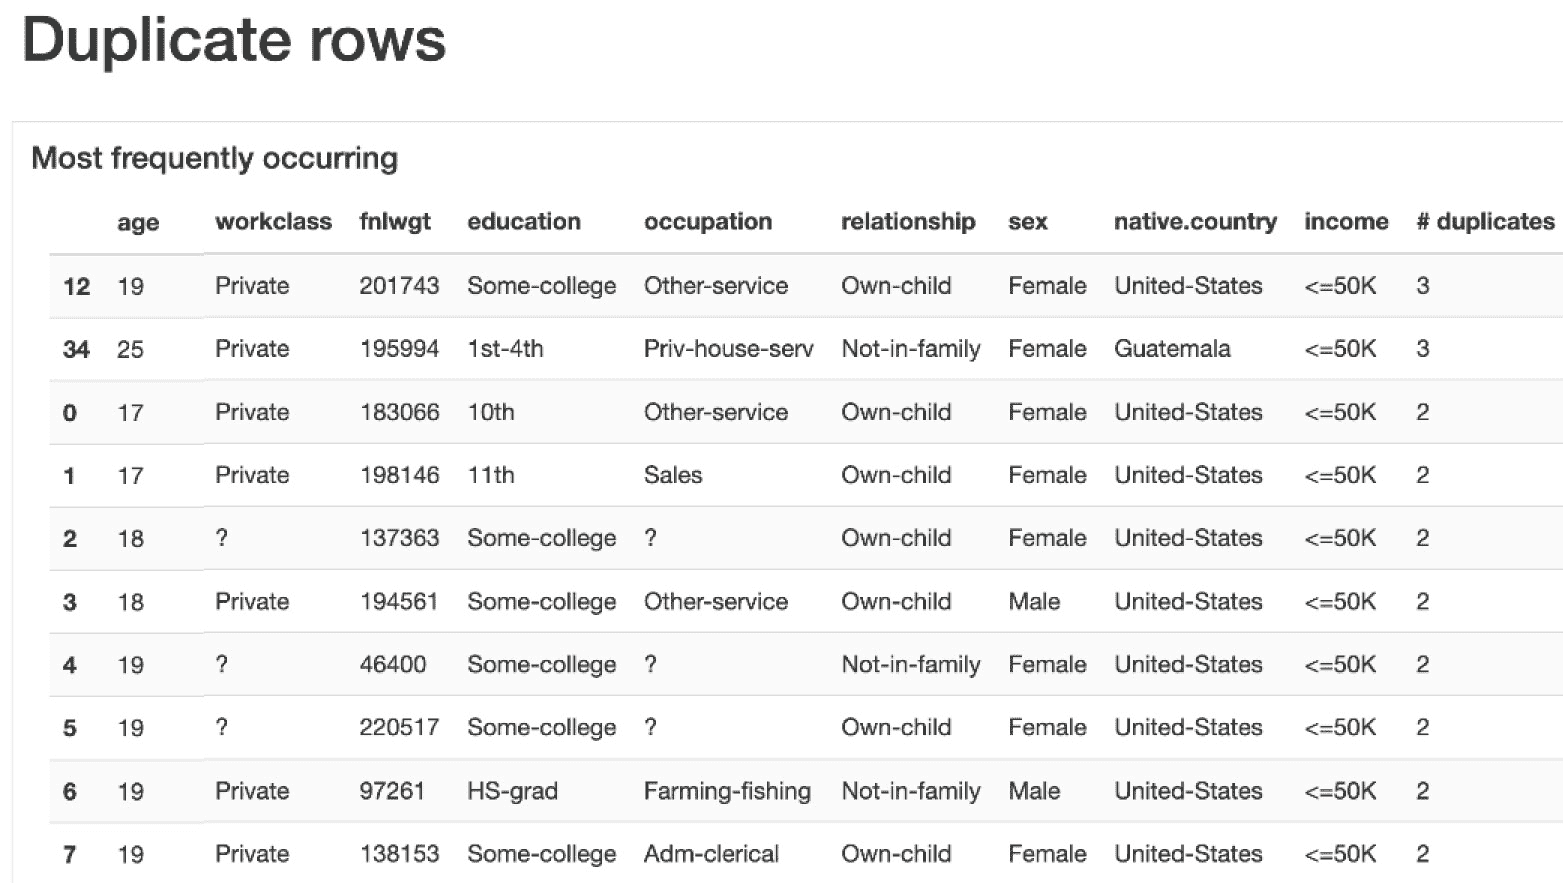 Duplicate rows
Most frequently occurring
age workclass fnlwgt education occupation relationship sex native.country income # duplicates
12 19 Private 201743 Some-college Other-service Own-child Female United-States <=50K 3
34 25 Private 195994 1st-4th Priv-house-serv Not-in-family Female Guatemala <=50K 3
0 17 Private 183066 10th Other-service Own-child Female United-States <=50K 2
1 17 Private 198146 11th Sales Own-child Female United-States <=50K 2
2 18 ? 137363 Some-college ? Own-child Female United-States <=50K 2
3 18 Private 194561 Some-college Other-service Own-child Male United-States <=50K 2
4 19 ? 46400 Some-college ? Not-in-family Female United-States <=50K 2
5 19 ? 220517 Some-college ? Own-child Female United-States <=50K 2
6 19 Private 97261 HS-grad Farming-fishing Not-in-family Male United-States <=50K 2
7 19 Private 138153 Some-college Adm-clerical Own-child Female United-States <=50K 2